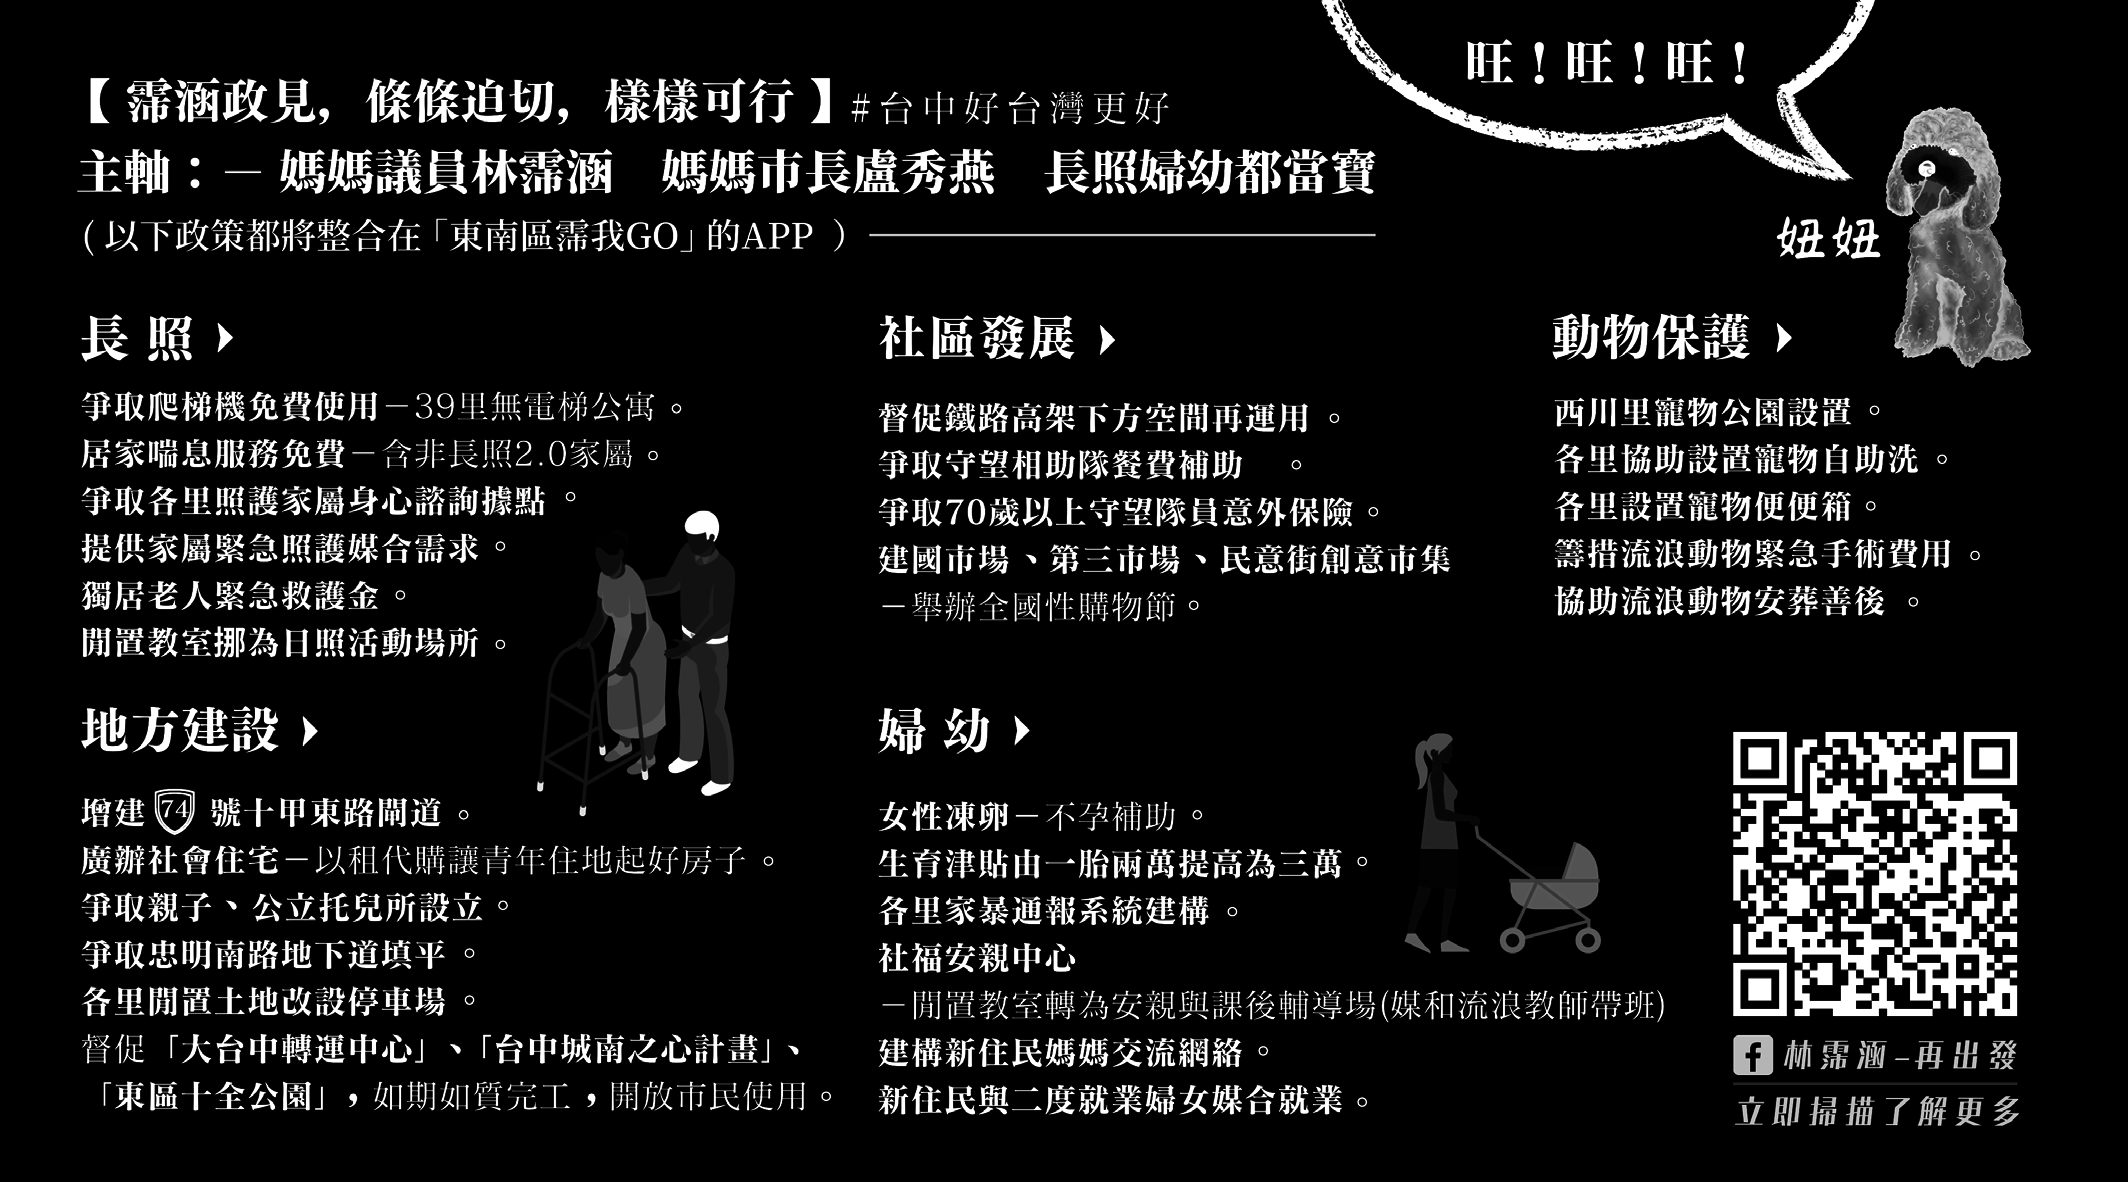 旺！旺！旺！
【霈涵政見，條條迫切，樣樣可行】#台中好台灣更好
主軸：－媽媽議員林霈涵　媽媽市長盧秀燕　長照婦幼都當寶
（以下政策都將整合在「東南區霈我GO」的APP ）
妞妞
長照
爭取爬梯機免費使用－39里無電梯公寓。
居家喘息服務免費－含非長照2.0家屬。
爭取各里照護家屬身心諮詢據點。
提供家屬緊急照護媒合需求。
獨居老人緊急救護金。
閒置教室挪為日照活動場所。
社區發展
督促鐵路高架下方空間再運用。
爭取守望相助隊餐費補助　。
爭取70歲以上守望隊員意外保險。
建國市場、第三市場、民意街創意市集
－舉辦全國性購物節。
動物保護
西川里寵物公園設置。
各里協助設置寵物自助洗。
各里設置寵物便便箱。
籌措流浪動物緊急手術費用。
協助流浪動物安葬善後。
地方建設
增建74號十甲東路閘道。
廣辦社會住宅－以租代購讓青年住地起好房子。
爭取親子、公立托兒所設立。
爭取忠明南路地下道填平。
各里閒置土地改設停車場。
督促「大台中轉運中心」、「台中城南之心計畫」、
「東區十全公園」，如期如質完工，開放市民使用。
婦幼
女性凍卵－不孕補助。
生育津貼由一胎兩萬提高為三萬。
各里家暴通報系統建構。
社福安親中心
－閒置教室轉為安親與課後輔導場(媒和流浪教師帶班)
建構新住民媽媽交流網絡。
新住民與二度就業婦女媒合就業。
林霈涵-再出發
立即掃描了解更多